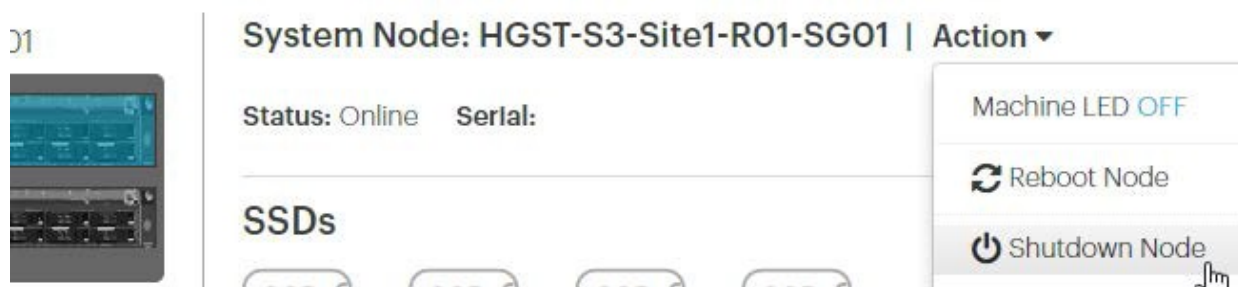 01
System Node: HGST-S3-Site1-R01-SG01 | Action
Machine LED OFF
Status: Online Serial:
Reboot Node
SSDs
Shutdown Node